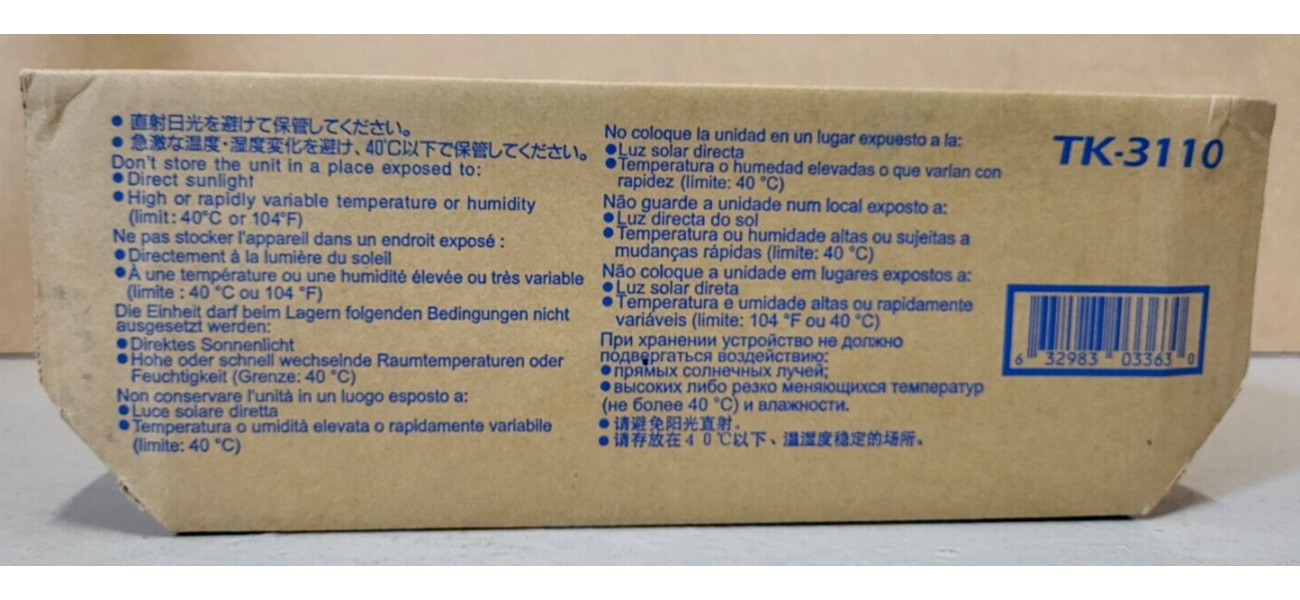 ● 直射日光を避けて保管してください。
● 急激な温度・湿度変化を避け、40℃以下で保管してください。
Don't store the unit in a place exposed to:
● Direct sunlight
● High or rapidly variable temperature or humidity
(limit: 40°C or 104°F)
Ne pas stocker l'appareil dans un endroit exposé :
● Directement à la lumière du soleil
● À une température ou une humidité élevée ou très variable
(limite : 40 °C ou 104 °F)
Die Einheit darf beim Lagern folgenden Bedingungen nicht
ausgesetzt werden:
● Direktes Sonnenlicht
● Hohe oder schnell wechselnde Raumtemperaturen oder
Feuchtigkeit (Grenze: 40 °C)
Non conservare l'unità in un luogo esposto a:
● Luce solare diretta
● Temperatura o umidità elevata o rapidamente variabile
(limite: 40 °C)
No coloque la unidad en un lugar expuesto a la:
● Luz solar directa
● Temperatura o humedad elevadas o que varían con
rapidez (limite: 40 °C)
Não guarde a unidade num local exposto a:
● Luz directa do sol
● Temperatura ou humidade altas ou sujeitas a
mudanças rápidas (limite: 40 °C)
Não coloque a unidade em lugares expostos a:
● Luz solar direta
● Temperatura e umidade altas ou rapidamente
variáveis (limite: 104 °F ou 40 °C)
При хранении устройство не должно
подвергаться воздействию:
● прямых солнечных лучей;
● высоких либо резко меняющихся температур
(не более 40 °C) и влажности.
● 请避免阳光直射。
● 请存放在４０℃以下、温湿度稳定的场所。
TK-3110
6 32983 03363 0